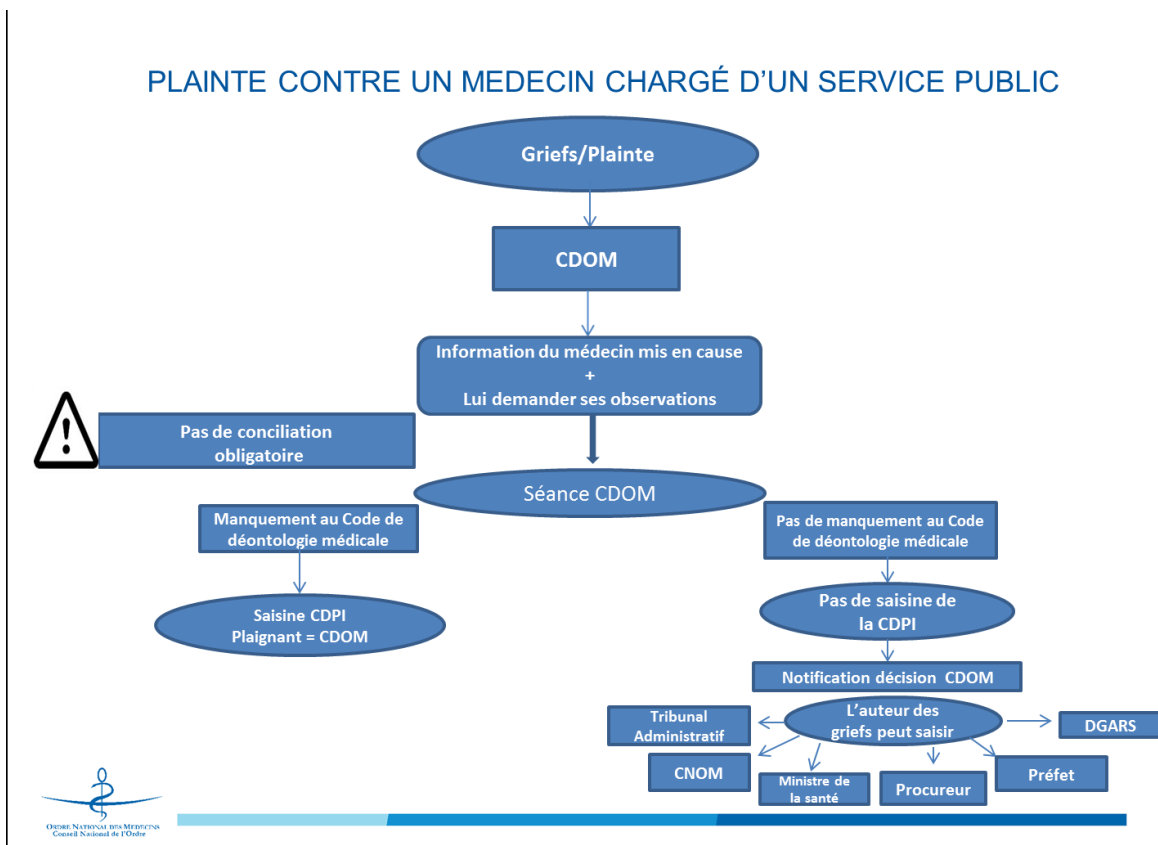 PLAINTE CONTRE UN MEDECIN CHARGÉ D'UN SERVICE PUBLIC
Griefs/Plainte
CDOM
Information du médecin mis en cause
+
Lui demander ses observations
Pas de conciliation
obligatoire
Séance CDOM
Manquement au Code de
déontologie médicale
Pas de manquement au Code
de déontologie médicale
Saisine CDPI
Plaignant = CDOM
Pas de saisine de
la CDPI
Notification décision CDOM
L'auteur des
griefs peut saisir
Tribunal
Administratif
DGARS
CNOM
Ministre de
la santé
Procureur
Préfet
ORDRE NATIONAL DES MEDECINS
Conseil National de l'Ordre